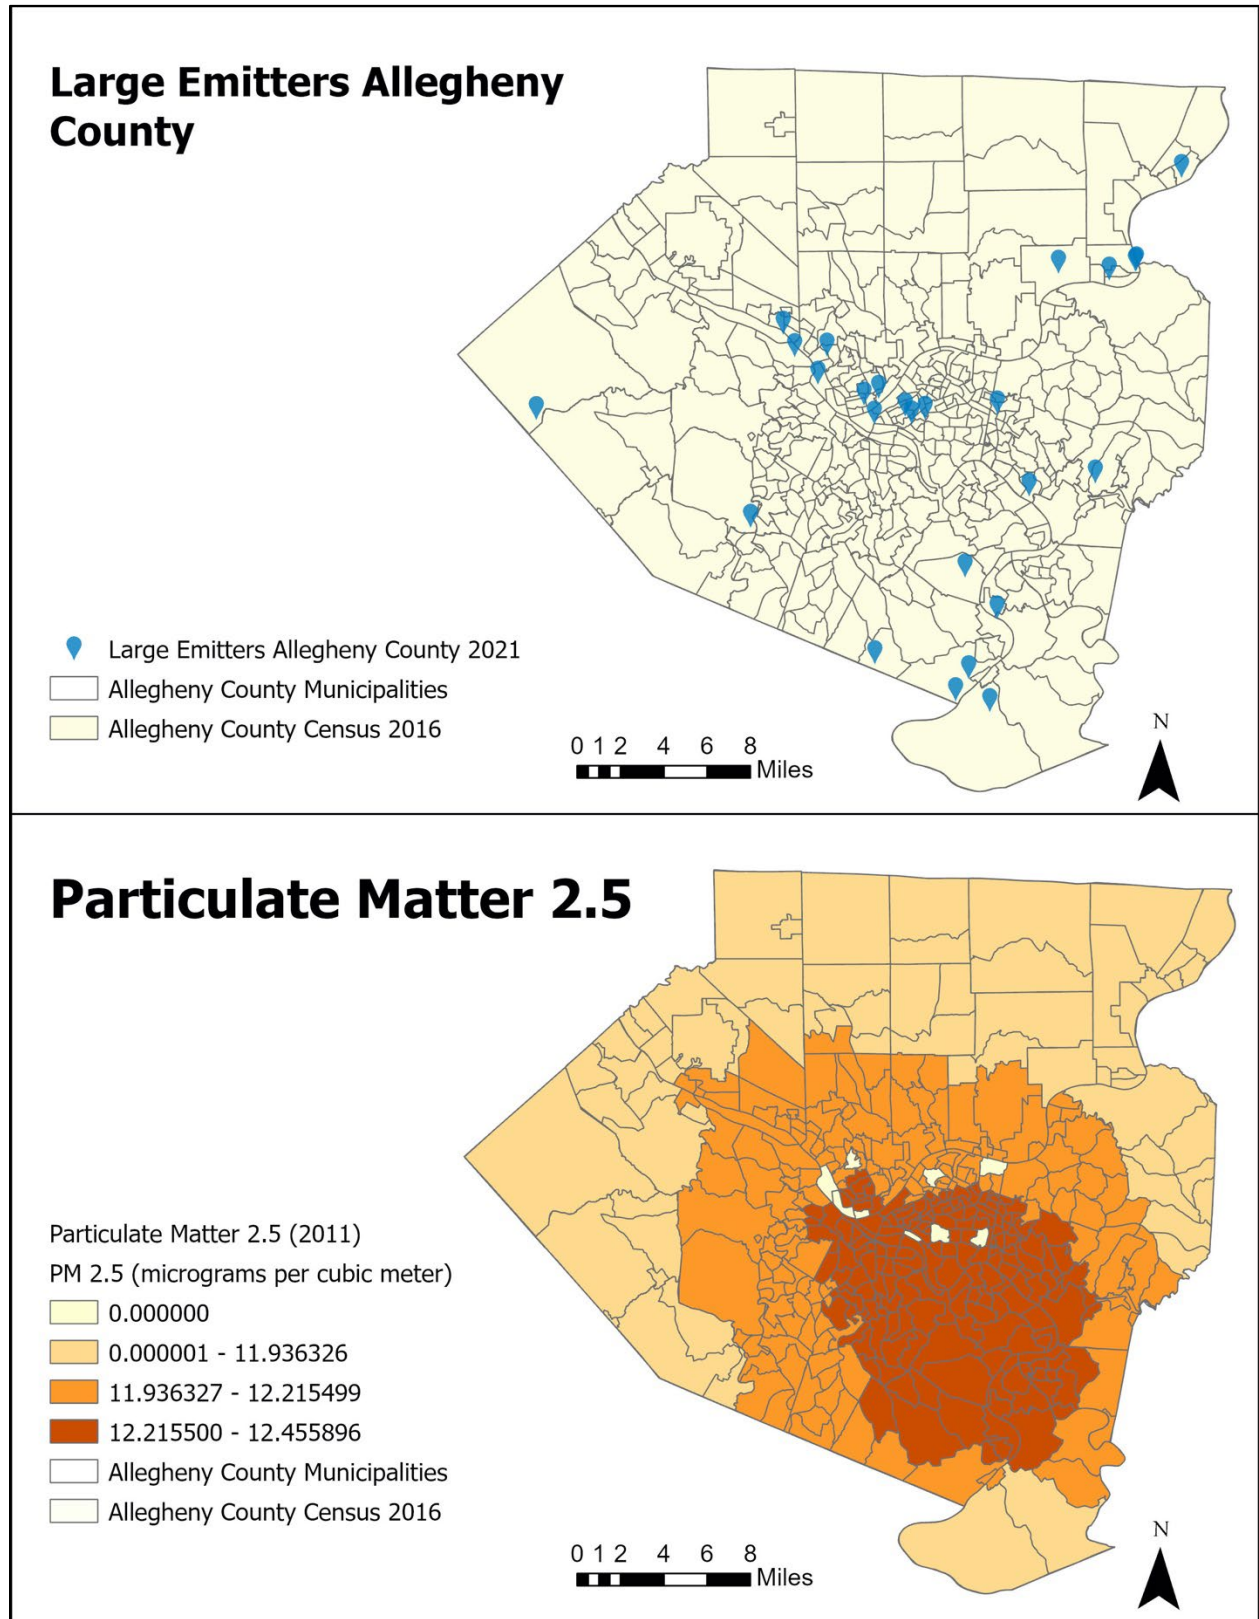 Large Emitters Allegheny
County
Large Emitters Allegheny County 2021
Allegheny County Municipalities
Allegheny County Census 2016
0 1 2 4 6 8
Miles
N
Particulate Matter 2.5
Particulate Matter 2.5 (2011)
PM 2.5 (micrograms per cubic meter)
0.000000
0.000001 - 11.936326
11.936327 - 12.215499
12.215500 - 12.455896
Allegheny County Municipalities
Allegheny County Census 2016
0 1 2 4 6 8
Miles
N